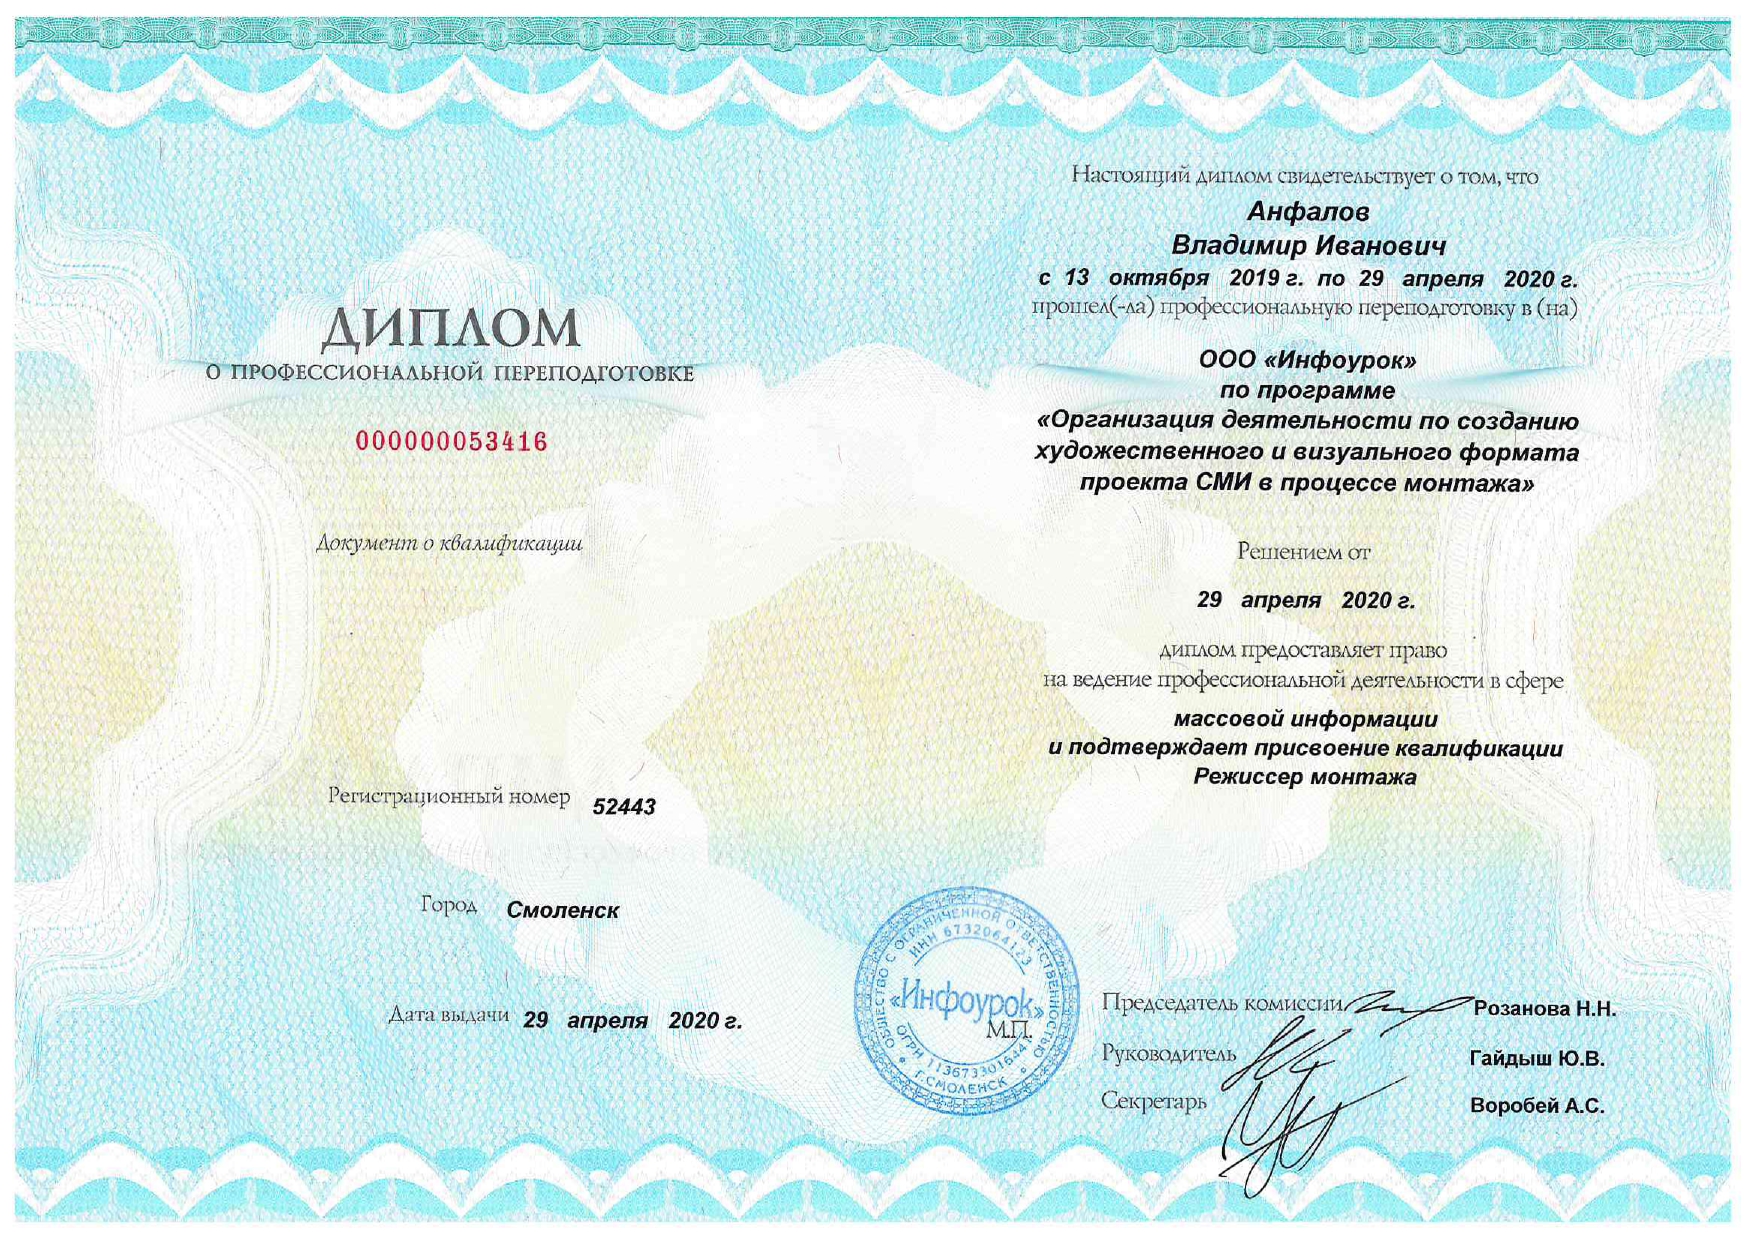 ДИПЛОМ
О ПРОФЕССИОНАЛЬНОЙ ПЕРЕПОДГОТОВКЕ
000000053416
Документ о квалификации
Регистрационный номер 52443
Город Смоленск
Дата выдачи 29 апреля 2020 г.
Настоящий диплом свидетельствует о том, что
Анфалов
Владимир Иванович
с 13 октября 2019 г. по 29 апреля 2020 г.
прошел(-ла) профессиональную переподготовку в (на)
ООО «Инфоурок»
по программе
«Организация деятельности по созданию
художественного и визуального формата
проекта СМИ в процессе монтажа»
Решением от
29 апреля 2020 г.
диплом предоставляет право
на ведение профессиональной деятельности в сфере
массовой информации
и подтверждает присвоение квалификации
Режиссер монтажа
ОБЩЕСТВО С ОГРАНИЧЕННОЙ ОТВЕТСТВЕННОСТЬЮ
ИНН 6732064123
«Инфоурок»
М.П.
ОГРН
Г.СМОЛЕНСК
Председатель комиссии Розанова Н.Н.
Руководитель Гайдыш Ю.В.
Секретарь Воробей А.С.